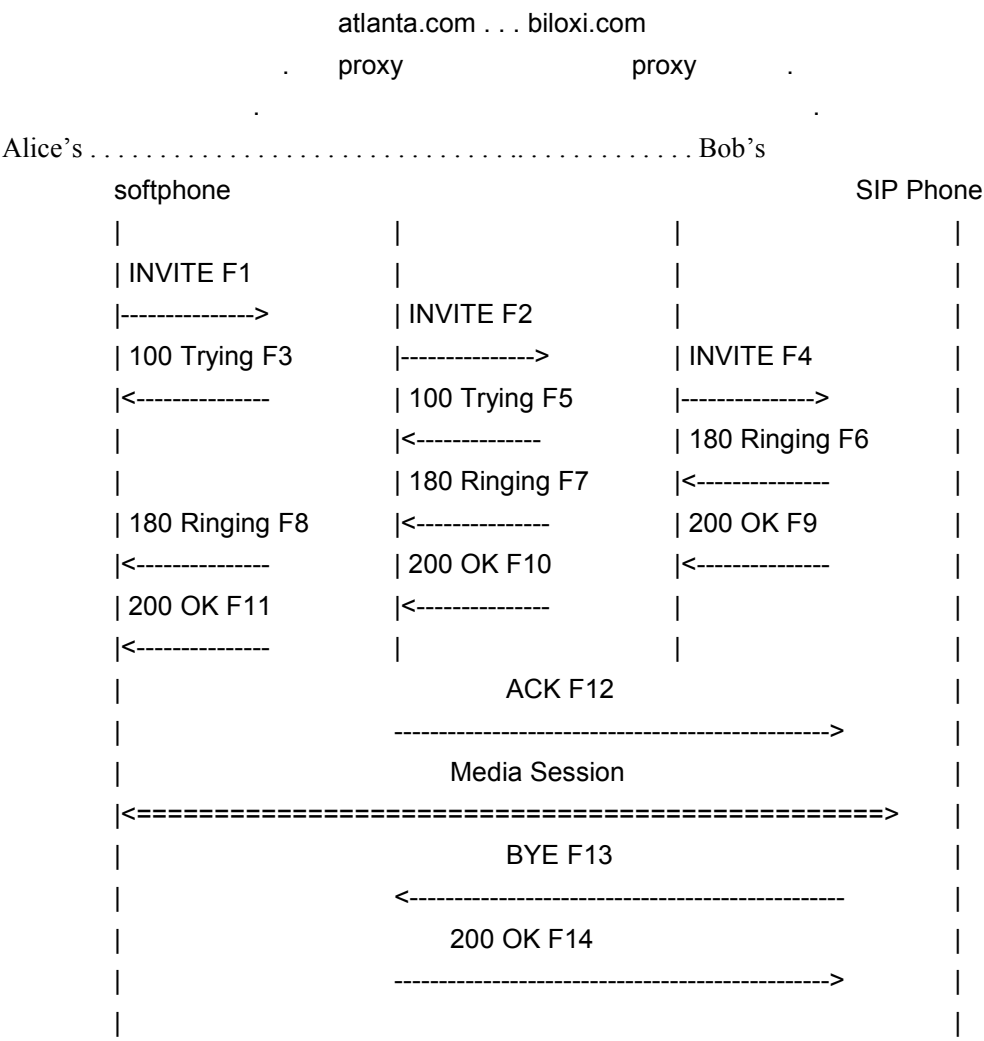 atlanta.com . . . biloxi.com
. proxy proxy .
. .
Alice’s . . . . . . . . . . . . . . . . . . . . . . . . . . . . . . . .. . . . . . . . . . . . . Bob’s
softphone SIP Phone
| | | |
| INVITE F1 | | |
|---------------> | INVITE F2 | |
| 100 Trying F3 |---------------> | INVITE F4 |
|<--------------- | 100 Trying F5 |---------------> |
| |<-------------- | 180 Ringing F6 |
| | 180 Ringing F7 |<--------------- |
| 180 Ringing F8 |<--------------- | 200 OK F9 |
|<--------------- | 200 OK F10 |<--------------- |
| 200 OK F11 |<--------------- | |
|<--------------- | | |
| ACK F12 |
| -------------------------------------------------> |
| Media Session |
|<================================================> |
| BYE F13 |
| <------------------------------------------------- |
| 200 OK F14 |
| -------------------------------------------------> |
| |